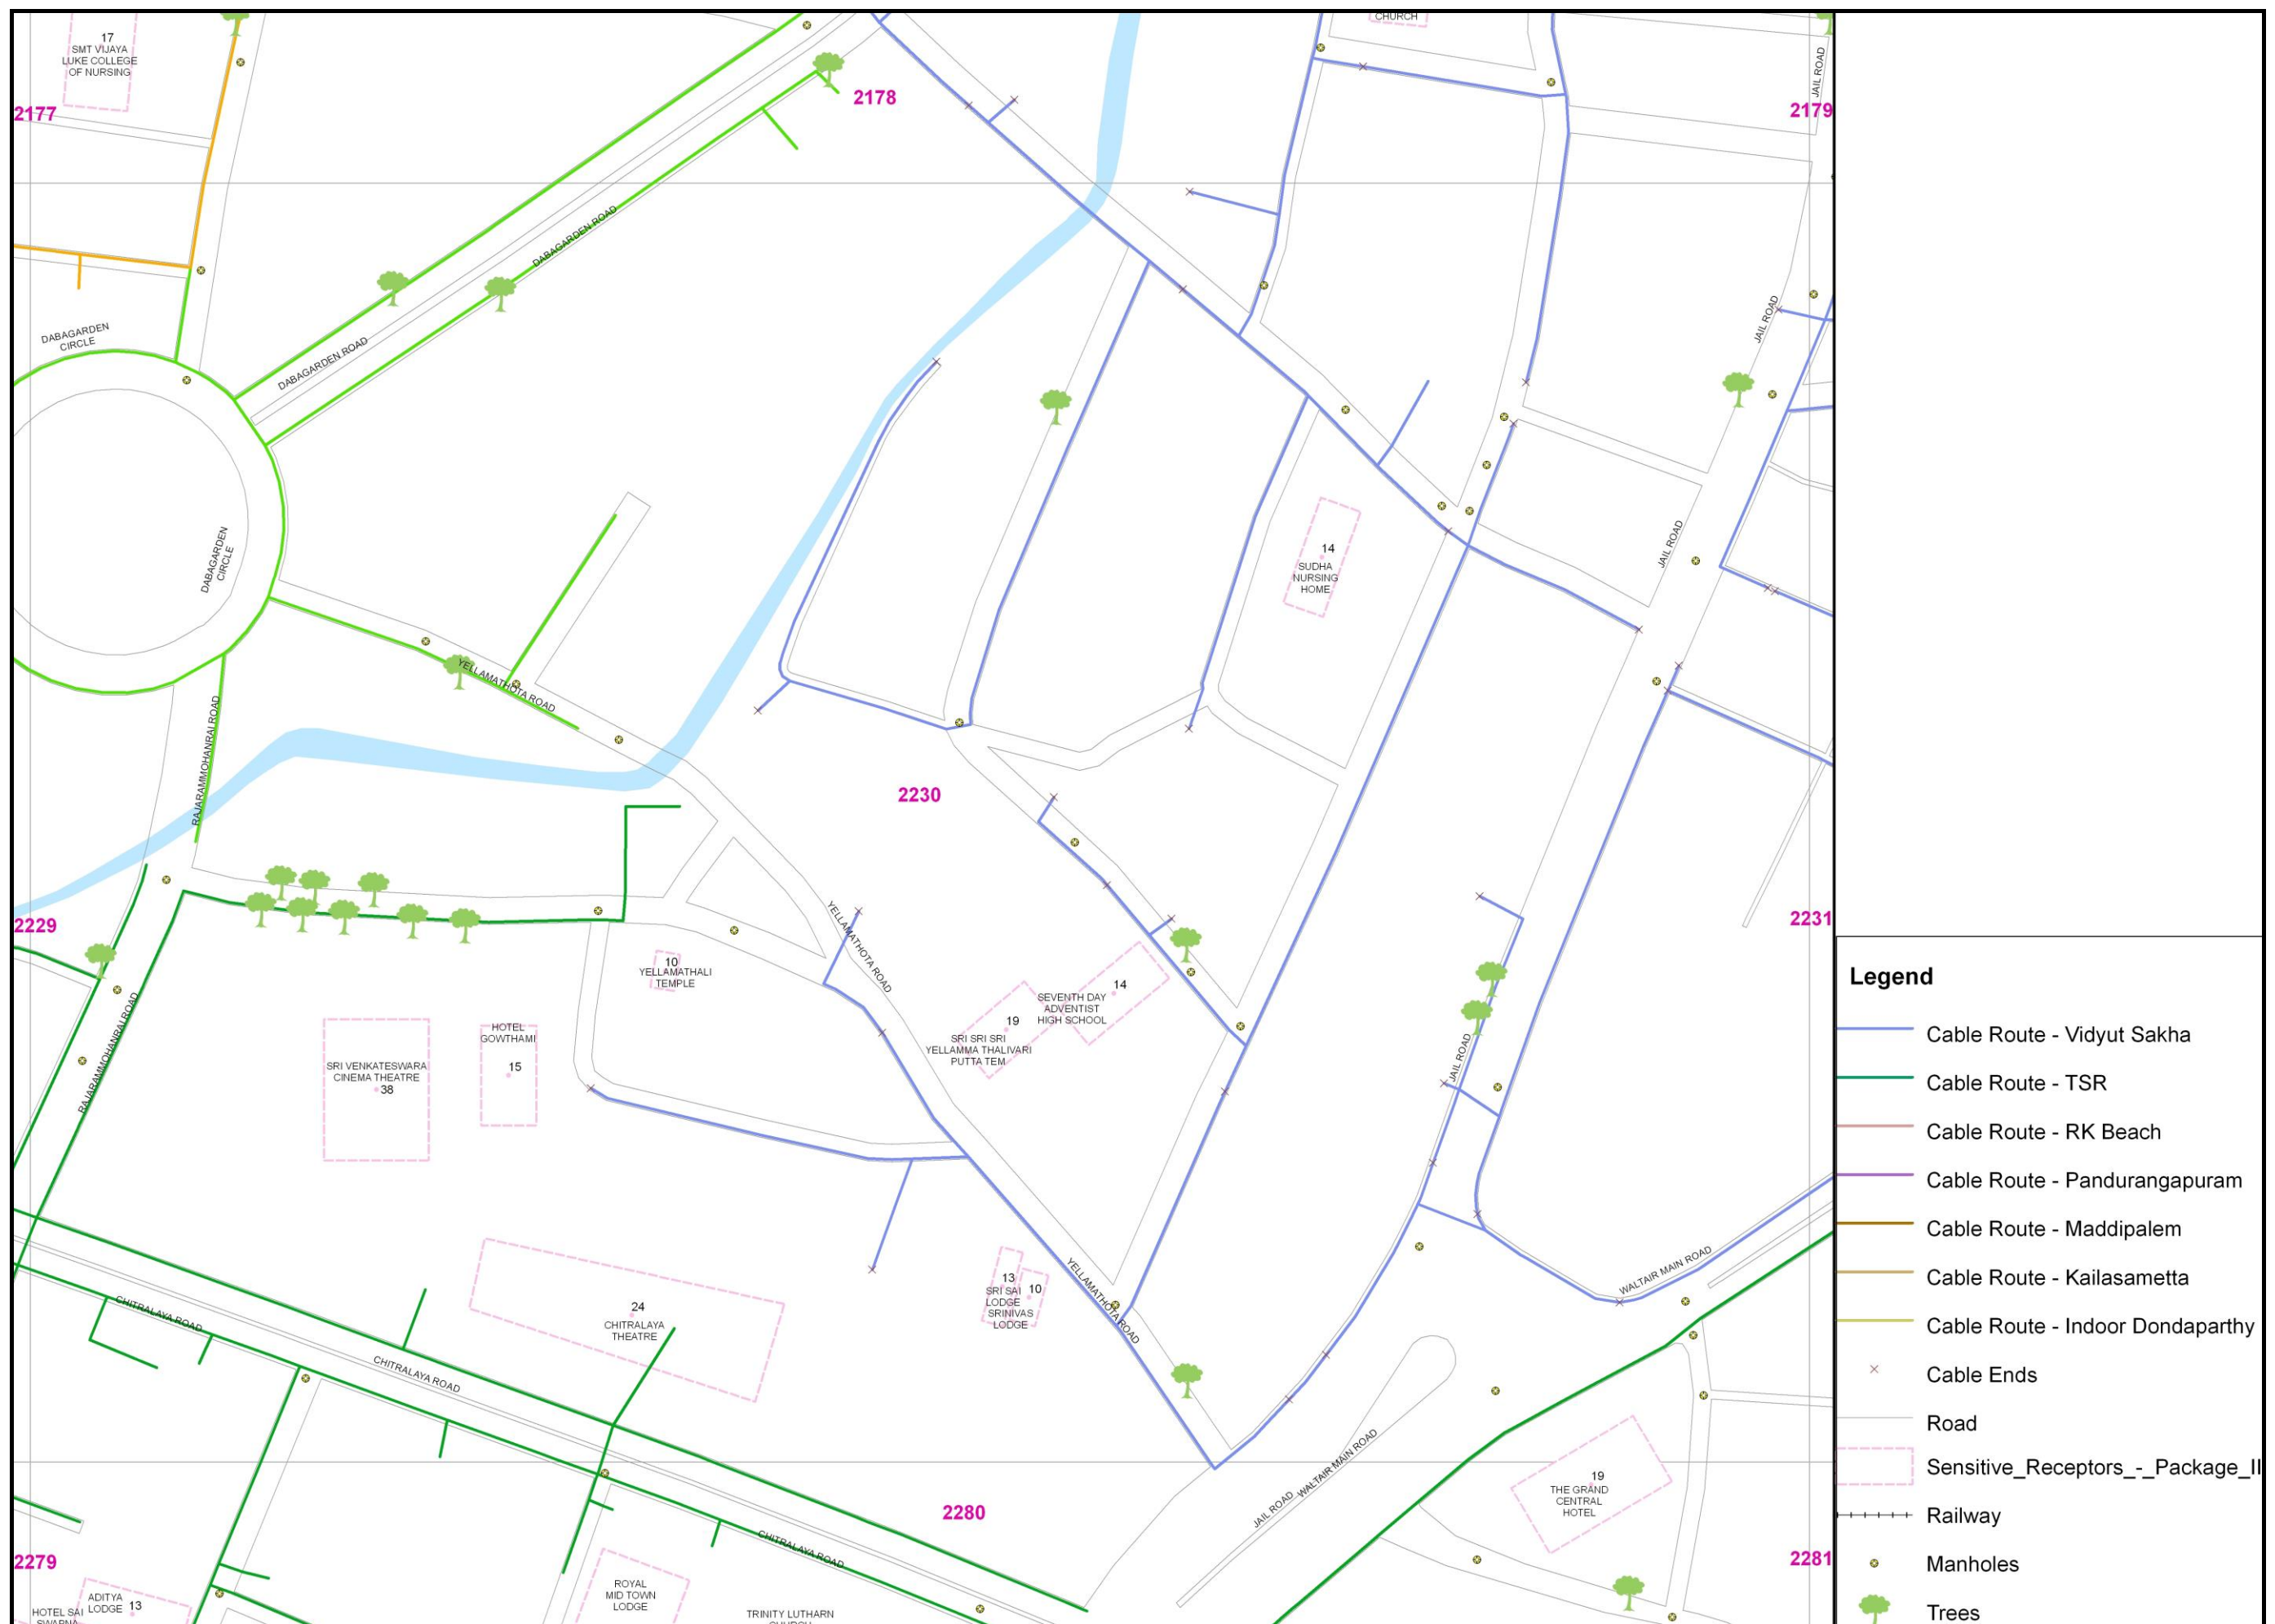 CHURCH
17
SMT VIJAYA
LUKE COLLEGE
OF NURSING
JAIL ROAD
2177
2178
2179
DABAGARDEN ROAD
DABAGARDEN
CIRCLE
DABAGARDEN ROAD
JAIL ROAD
DABAGARDEN
CIRCLE
JAIL ROAD
14
SUDHA
NURSING
HOME
YELLAMATHOTA ROAD
RAJARAMMOHANRAI ROAD
2230
2229
2231
YELLAMATHOTA ROAD
10
YELLAMATHALI
TEMPLE
14
SEVENTH DAY
ADVENTIST
HIGH SCHOOL
19
SRI SRI SRI
YELLAMMA THALIVARI
PUTTA TEM
HOTEL
GOWTHAMI
15
SRI VENKATESWARA
CINEMA THEATRE
38
RAJARAMMOHANRAI ROAD
JAIL ROAD
WALTAIR MAIN ROAD
YELLAMATHOTA ROAD
13
SRI SAI
LODGE
10
SRINIVAS
LODGE
24
CHITRALAYA
THEATRE
CHITRALAYA ROAD
CHITRALAYA ROAD
JAIL ROAD
WALTAIR MAIN ROAD
19
THE GRAND
CENTRAL
HOTEL
2280
CHITRALAYA ROAD
2279
2281
ADITYA
LODGE
13
HOTEL SAI
SWARNA
ROYAL
MID TOWN
LODGE
TRINITY LUTHARN
CHURCH
Legend
Cable Route - Vidyut Sakha
Cable Route - TSR
Cable Route - RK Beach
Cable Route - Pandurangapuram
Cable Route - Maddipalem
Cable Route - Kailasametta
Cable Route - Indoor Dondaparthy
Cable Ends
Road
Sensitive_Receptors_-_Package_II
Railway
Manholes
Trees